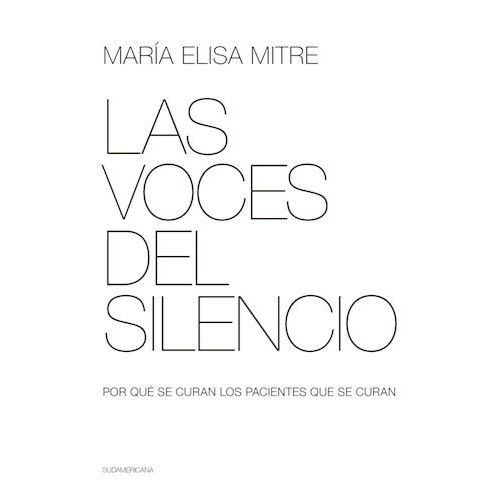 MARÍA ELISA MITRE
LAS
VOCES
DEL
SILENCIO
POR QUÉ SE CURAN LOS PACIENTES QUE SE CURAN
SUDAMERICANA